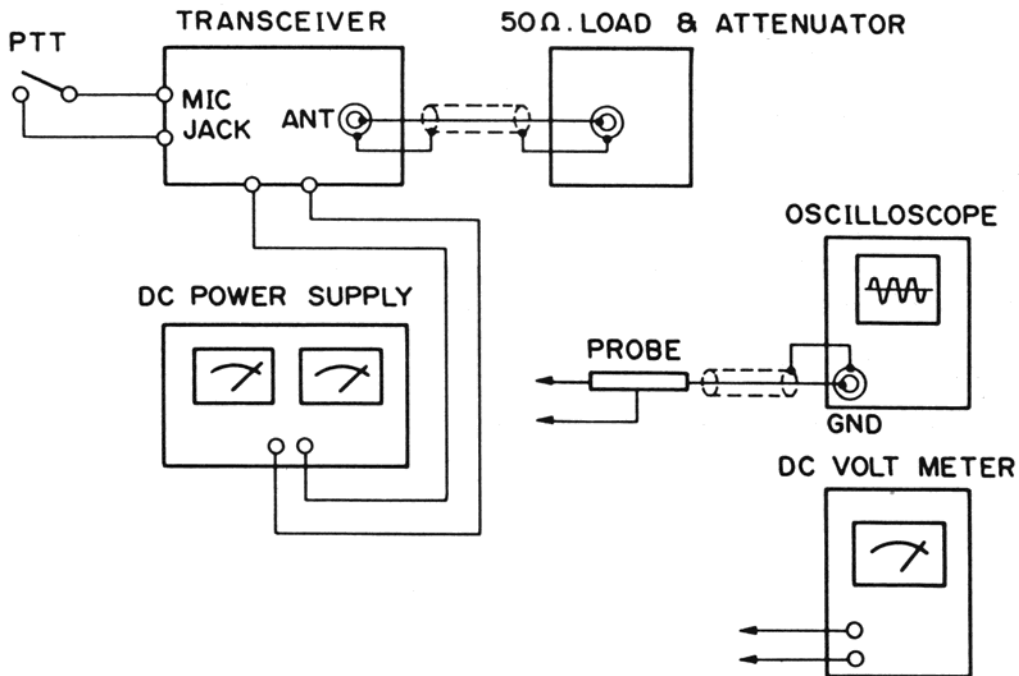 TRANSCEIVER
50Ω.LOAD & ATTENUATOR
PTT
MIC
JACK
ANT
OSCILLOSCOPE
DC POWER SUPPLY
PROBE
GND
DC VOLT METER